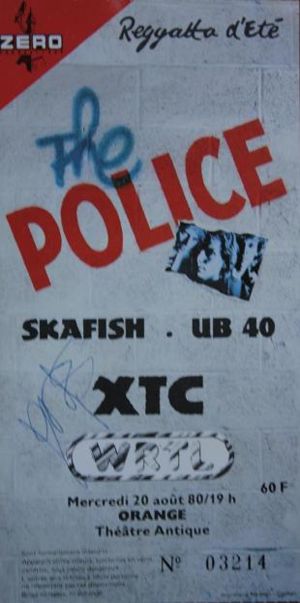 ZERO
Reggatta d'Eté
The
POLICE
SKAFISH . UB 40
XTC
WRTL
60 F
Mercredi 20 août 80/19 h
ORANGE
Théâtre Antique
Nº 03214